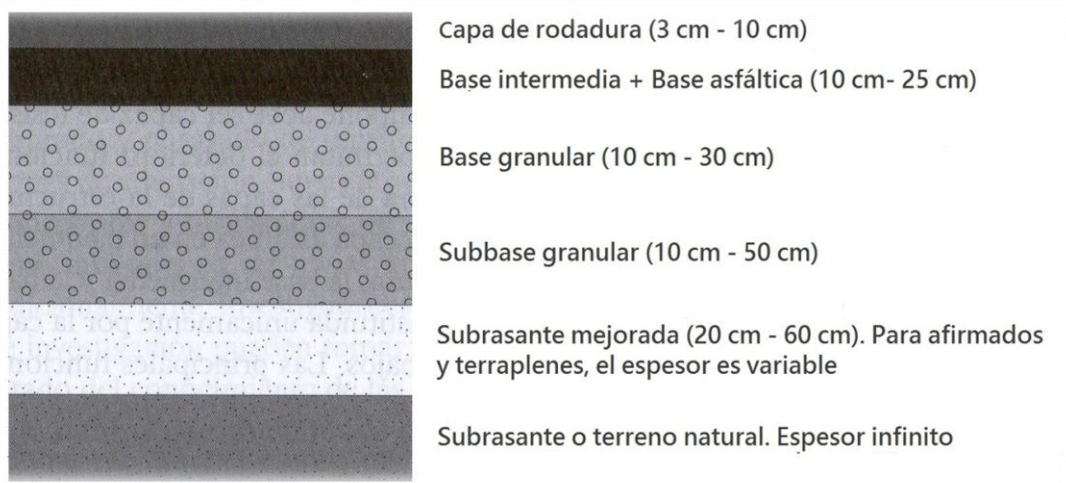 Capa de rodadura (3 cm - 10 cm)
Base intermedia + Base asfáltica (10 cm- 25 cm)
Base granular (10 cm - 30 cm)
Subbase granular (10 cm - 50 cm)
Subrasante mejorada (20 cm - 60 cm). Para afirmados
y terraplenes, el espesor es variable
Subrasante o terreno natural. Espesor infinito